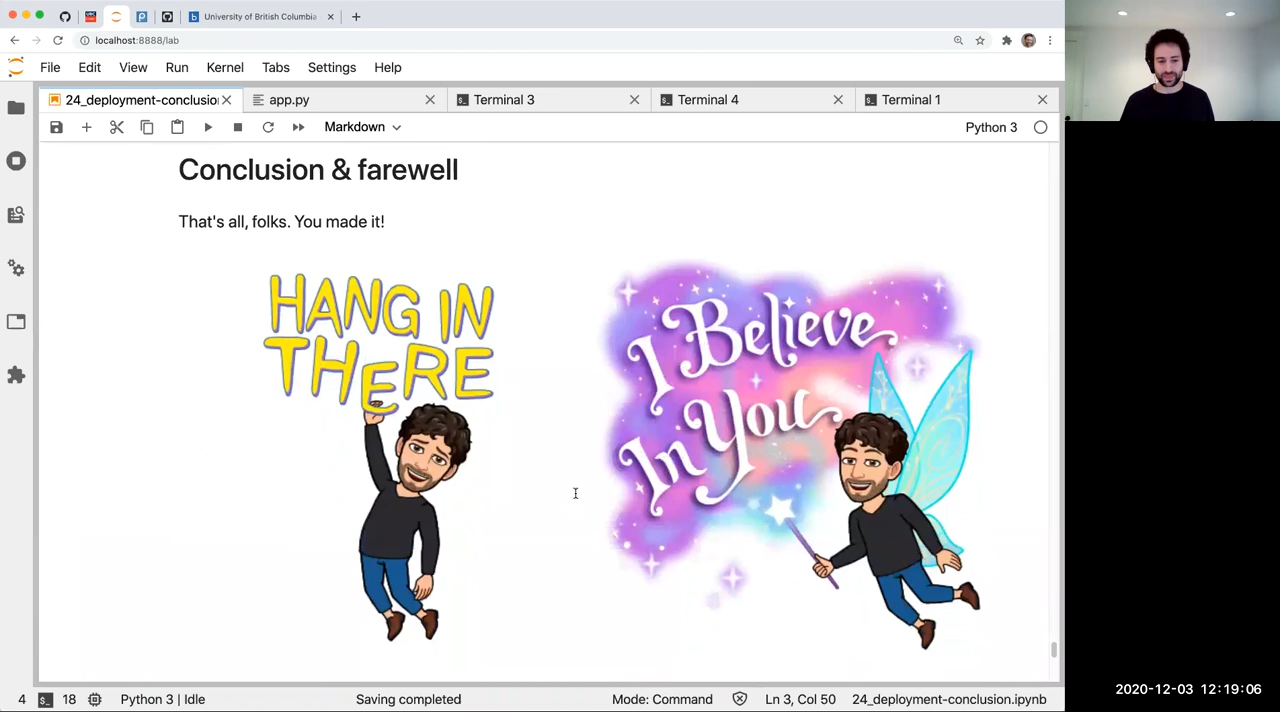 University of British Columbia
localhost:8888/lab
File Edit View Run Kernel Tabs Settings Help
24_deployment-conclusion
app.py
Terminal 3
Terminal 4
Terminal 1
Markdown
Python 3
Conclusion & farewell
That's all, folks. You made it!
HANG IN
THERE
I Believe
In You
4
18
Python 3 | Idle
Saving completed
Mode: Command
Ln 3, Col 50
24_deployment-conclusion.ipynb
2020-12-03 12:19:06